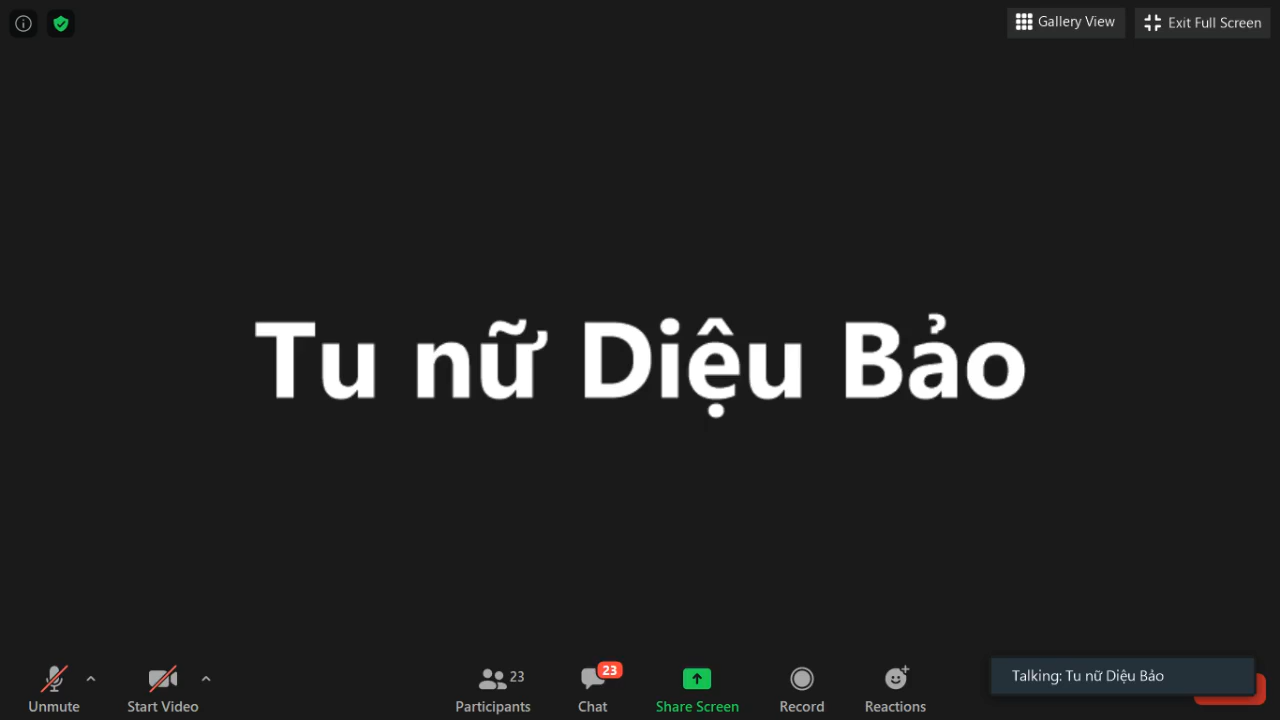 Gallery View
Exit Full Screen
Tu nữ Diệu Bảo
23
23
Talking: Tu nữ Diệu Bảo
Unmute
Start Video
Participants
Chat
Share Screen
Record
Reactions